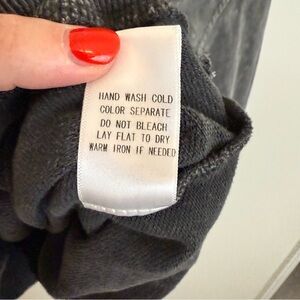 HAND WASH COLD
COLOR SEPARATE
DO NOT BLEACH
LAY FLAT TO DRY
WARM IRON IF NEEDED